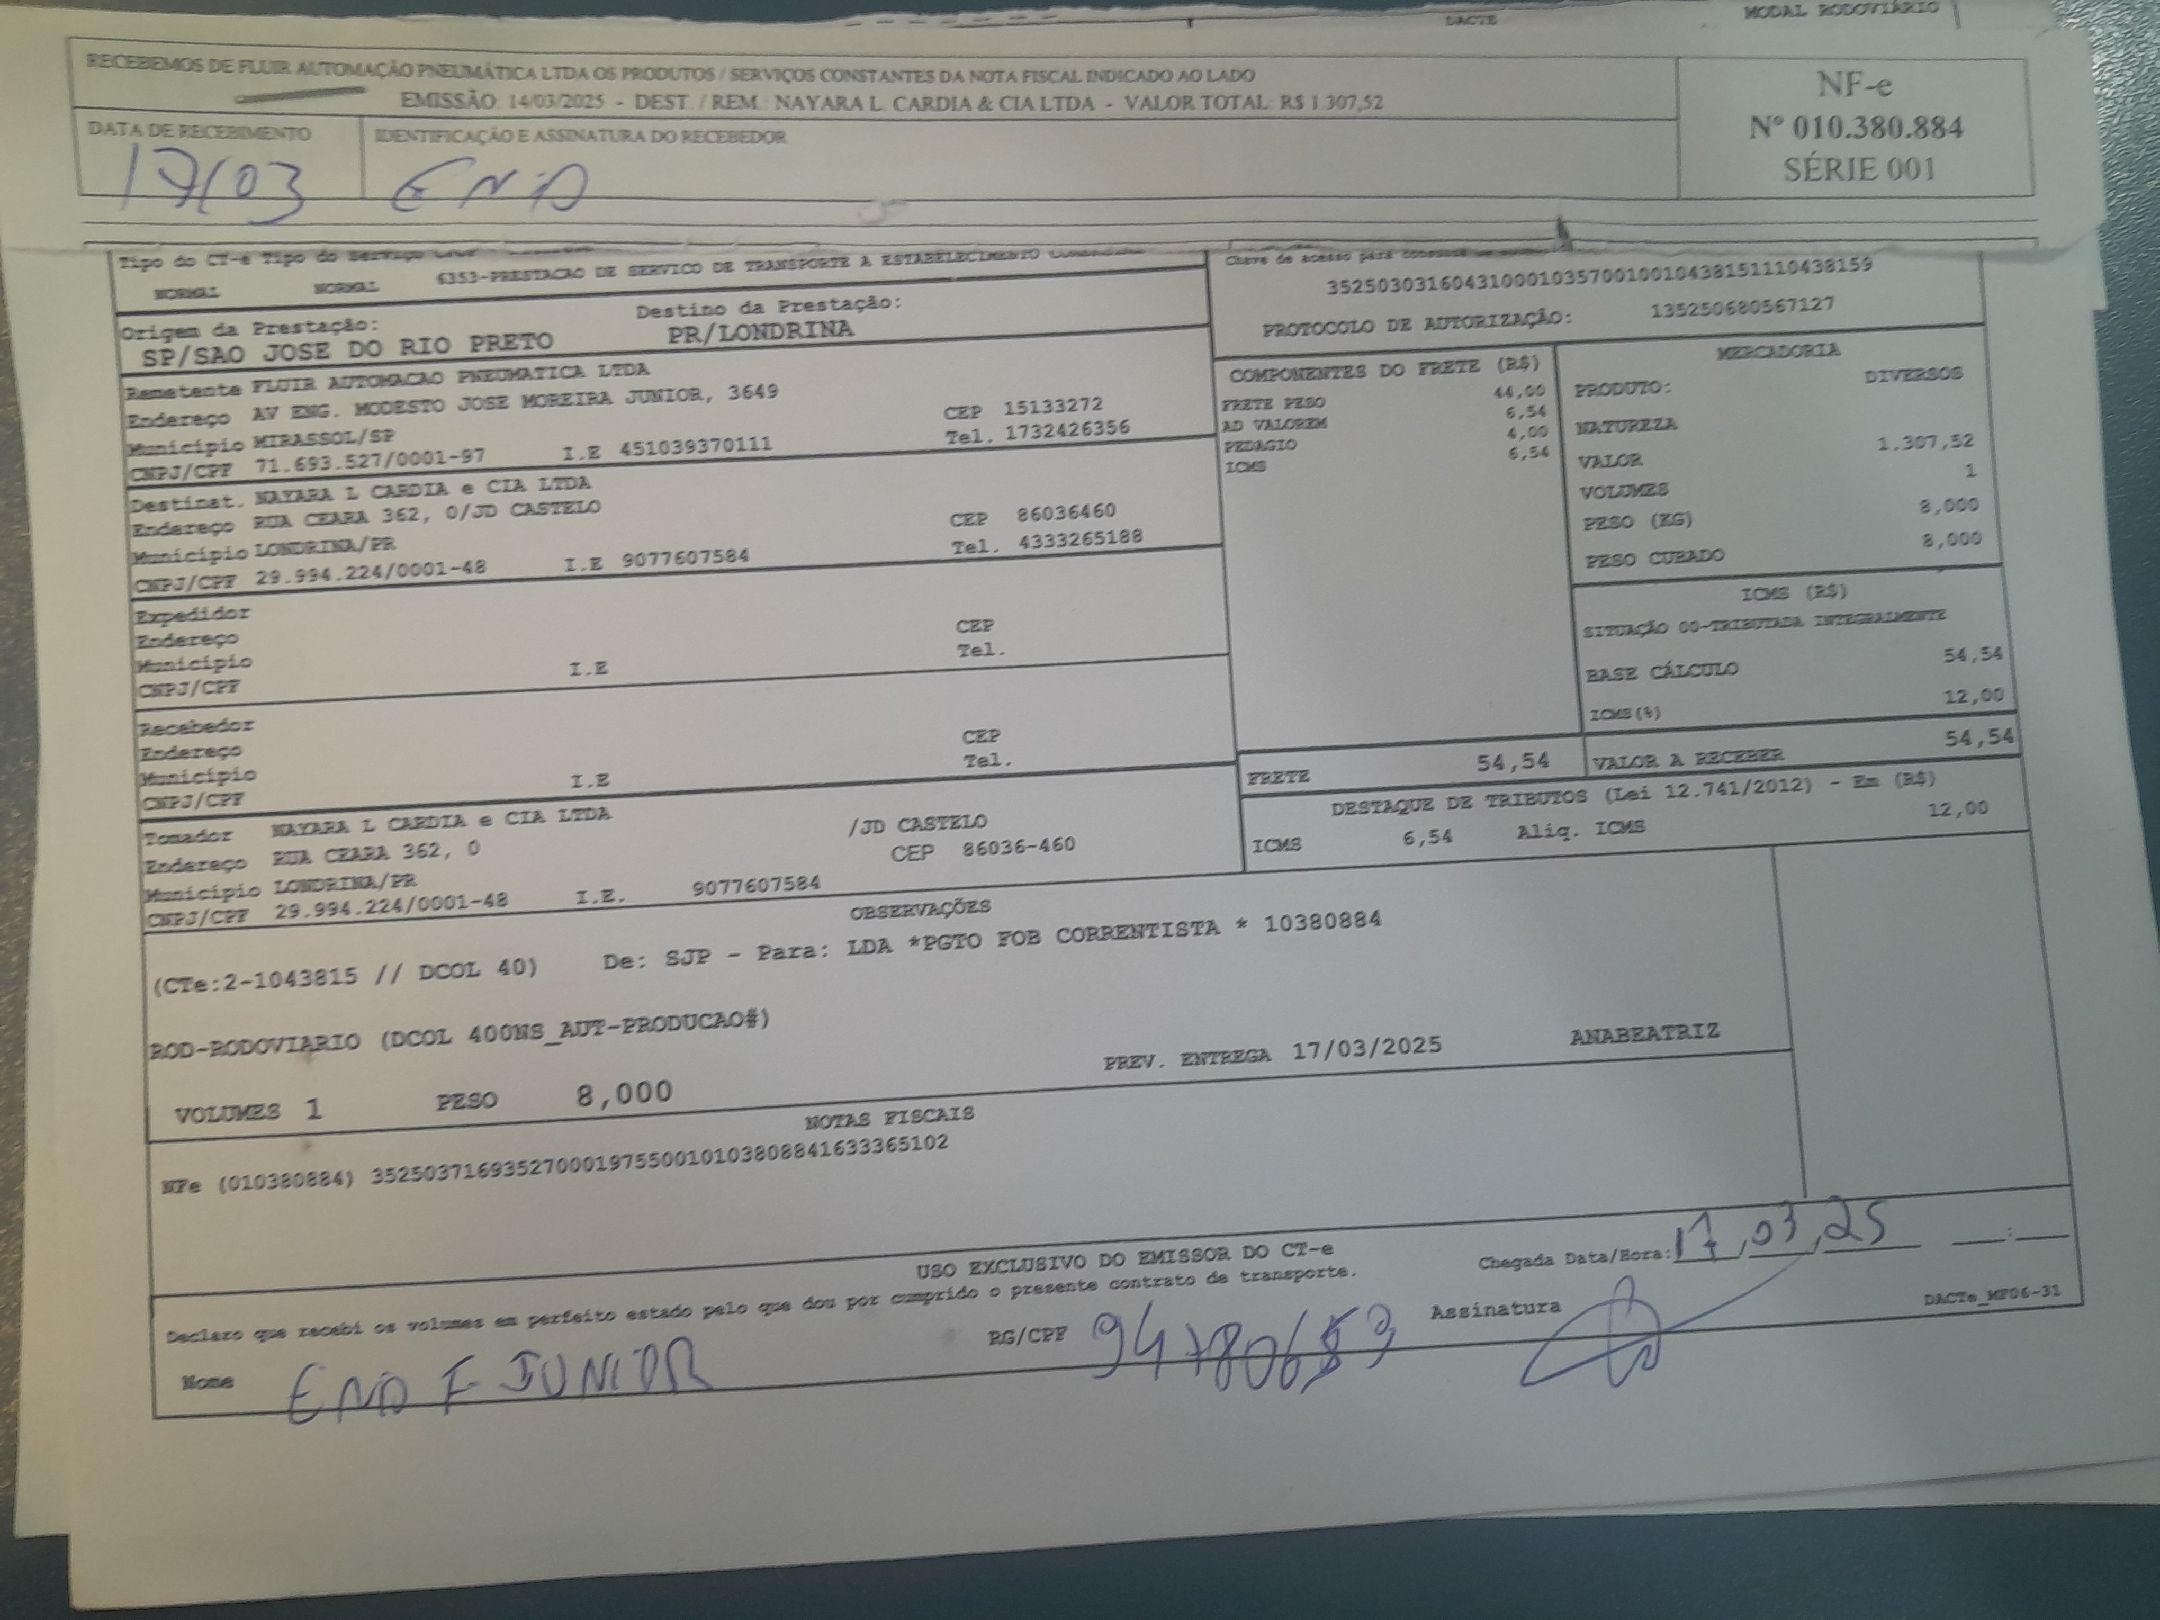 DACTE
MODAL RODOVIÁRIO
RECEBEMOS DE FLUIR AUTOMAÇÃO PNEUMÁTICA LTDA OS PRODUTOS / SERVIÇOS CONSTANTES DA NOTA FISCAL INDICADO AO LADO
EMISSÃO: 14/03/2025 - DEST. / REM.: NAYARA L. CARDIA & CIA LTDA - VALOR TOTAL: R$ 1.307,52
NF-e
Nº 010.380.884
SÉRIE 001
DATA DE RECEBIMENTO
17/03
IDENTIFICAÇÃO E ASSINATURA DO RECEBEDOR
Tipo do CT-e Tipo do Serviço
NORMAL NORMAL 6353-PRESTACAO DE SERVICO DE TRANSPORTE A ESTABELECIMENTO
Chave de acesso para
35250303160431000103570010010438151110438159
PROTOCOLO DE AUTORIZAÇÃO: 135250680567127
Origem da Prestação:
SP/SAO JOSE DO RIO PRETO
Destino da Prestação:
PR/LONDRINA
Remetente FLUIR AUTOMACAO PNEUMATICA LTDA
Endereço AV ENG. MODESTO JOSE MOREIRA JUNIOR, 3649
Município MIRASSOL/SP CEP 15133272
CNPJ/CPF 71.693.527/0001-97 I.E 451039370111 Tel. 1732426356
Destinat. NAYARA L CARDIA e CIA LTDA
Endereço RUA CEARA 362, 0/JD CASTELO
Município LONDRINA/PR CEP 86036460
CNPJ/CPF 29.994.224/0001-48 I.E 9077607584 Tel. 4333265188
Expedidor
Endereço
Município CEP
CNPJ/CPF I.E Tel.
Recebedor
Endereço
Município CEP
CNPJ/CPF I.E Tel.
Tomador NAYARA L CARDIA e CIA LTDA
Endereço RUA CEARA 362, 0 /JD CASTELO
Município LONDRINA/PR CEP 86036-460
CNPJ/CPF 29.994.224/0001-48 I.E. 9077607584
COMPONENTES DO FRETE (R$)
FRETE PESO 44,00
AD VALOREM 6,54
PEDAGIO 4,00
ICMS 6,54
MERCADORIA
PRODUTO: DIVERSOS
NATUREZA
VALOR 1.307,52
VOLUMES 1
PESO (KG) 8,000
PESO CUBADO 8,000
ICMS (R$)
SITUAÇÃO 00-TRIBUTADA INTEGRALMENTE
BASE CÁLCULO 54,54
ICMS(%) 12,00
FRETE 54,54
VALOR A RECEBER 54,54
DESTAQUE DE TRIBUTOS (Lei 12.741/2012) - Em (R$)
ICMS 6,54 Aliq. ICMS 12,00
OBSERVAÇÕES
(CTe:2-1043815 // DCOL 40) De: SJP - Para: LDA *PGTO FOB CORRENTISTA * 10380884
ROD-RODOVIARIO (DCOL 400NS_AUT-PRODUCAO#)
PREV. ENTREGA 17/03/2025 ANABEATRIZ
VOLUMES 1 PESO 8,000
NOTAS FISCAIS
NFe (010380884) 35250371693527000197550010103808841633365102
USO EXCLUSIVO DO EMISSOR DO CT-e
Declaro que recebi os volumes em perfeito estado pelo que dou por cumprido o presente contrato de transporte.
Chegada Data/Hora: 17,03,25 __:__
Nome F JUNIOR
RG/CPF
Assinatura
DACTe_MF06-31